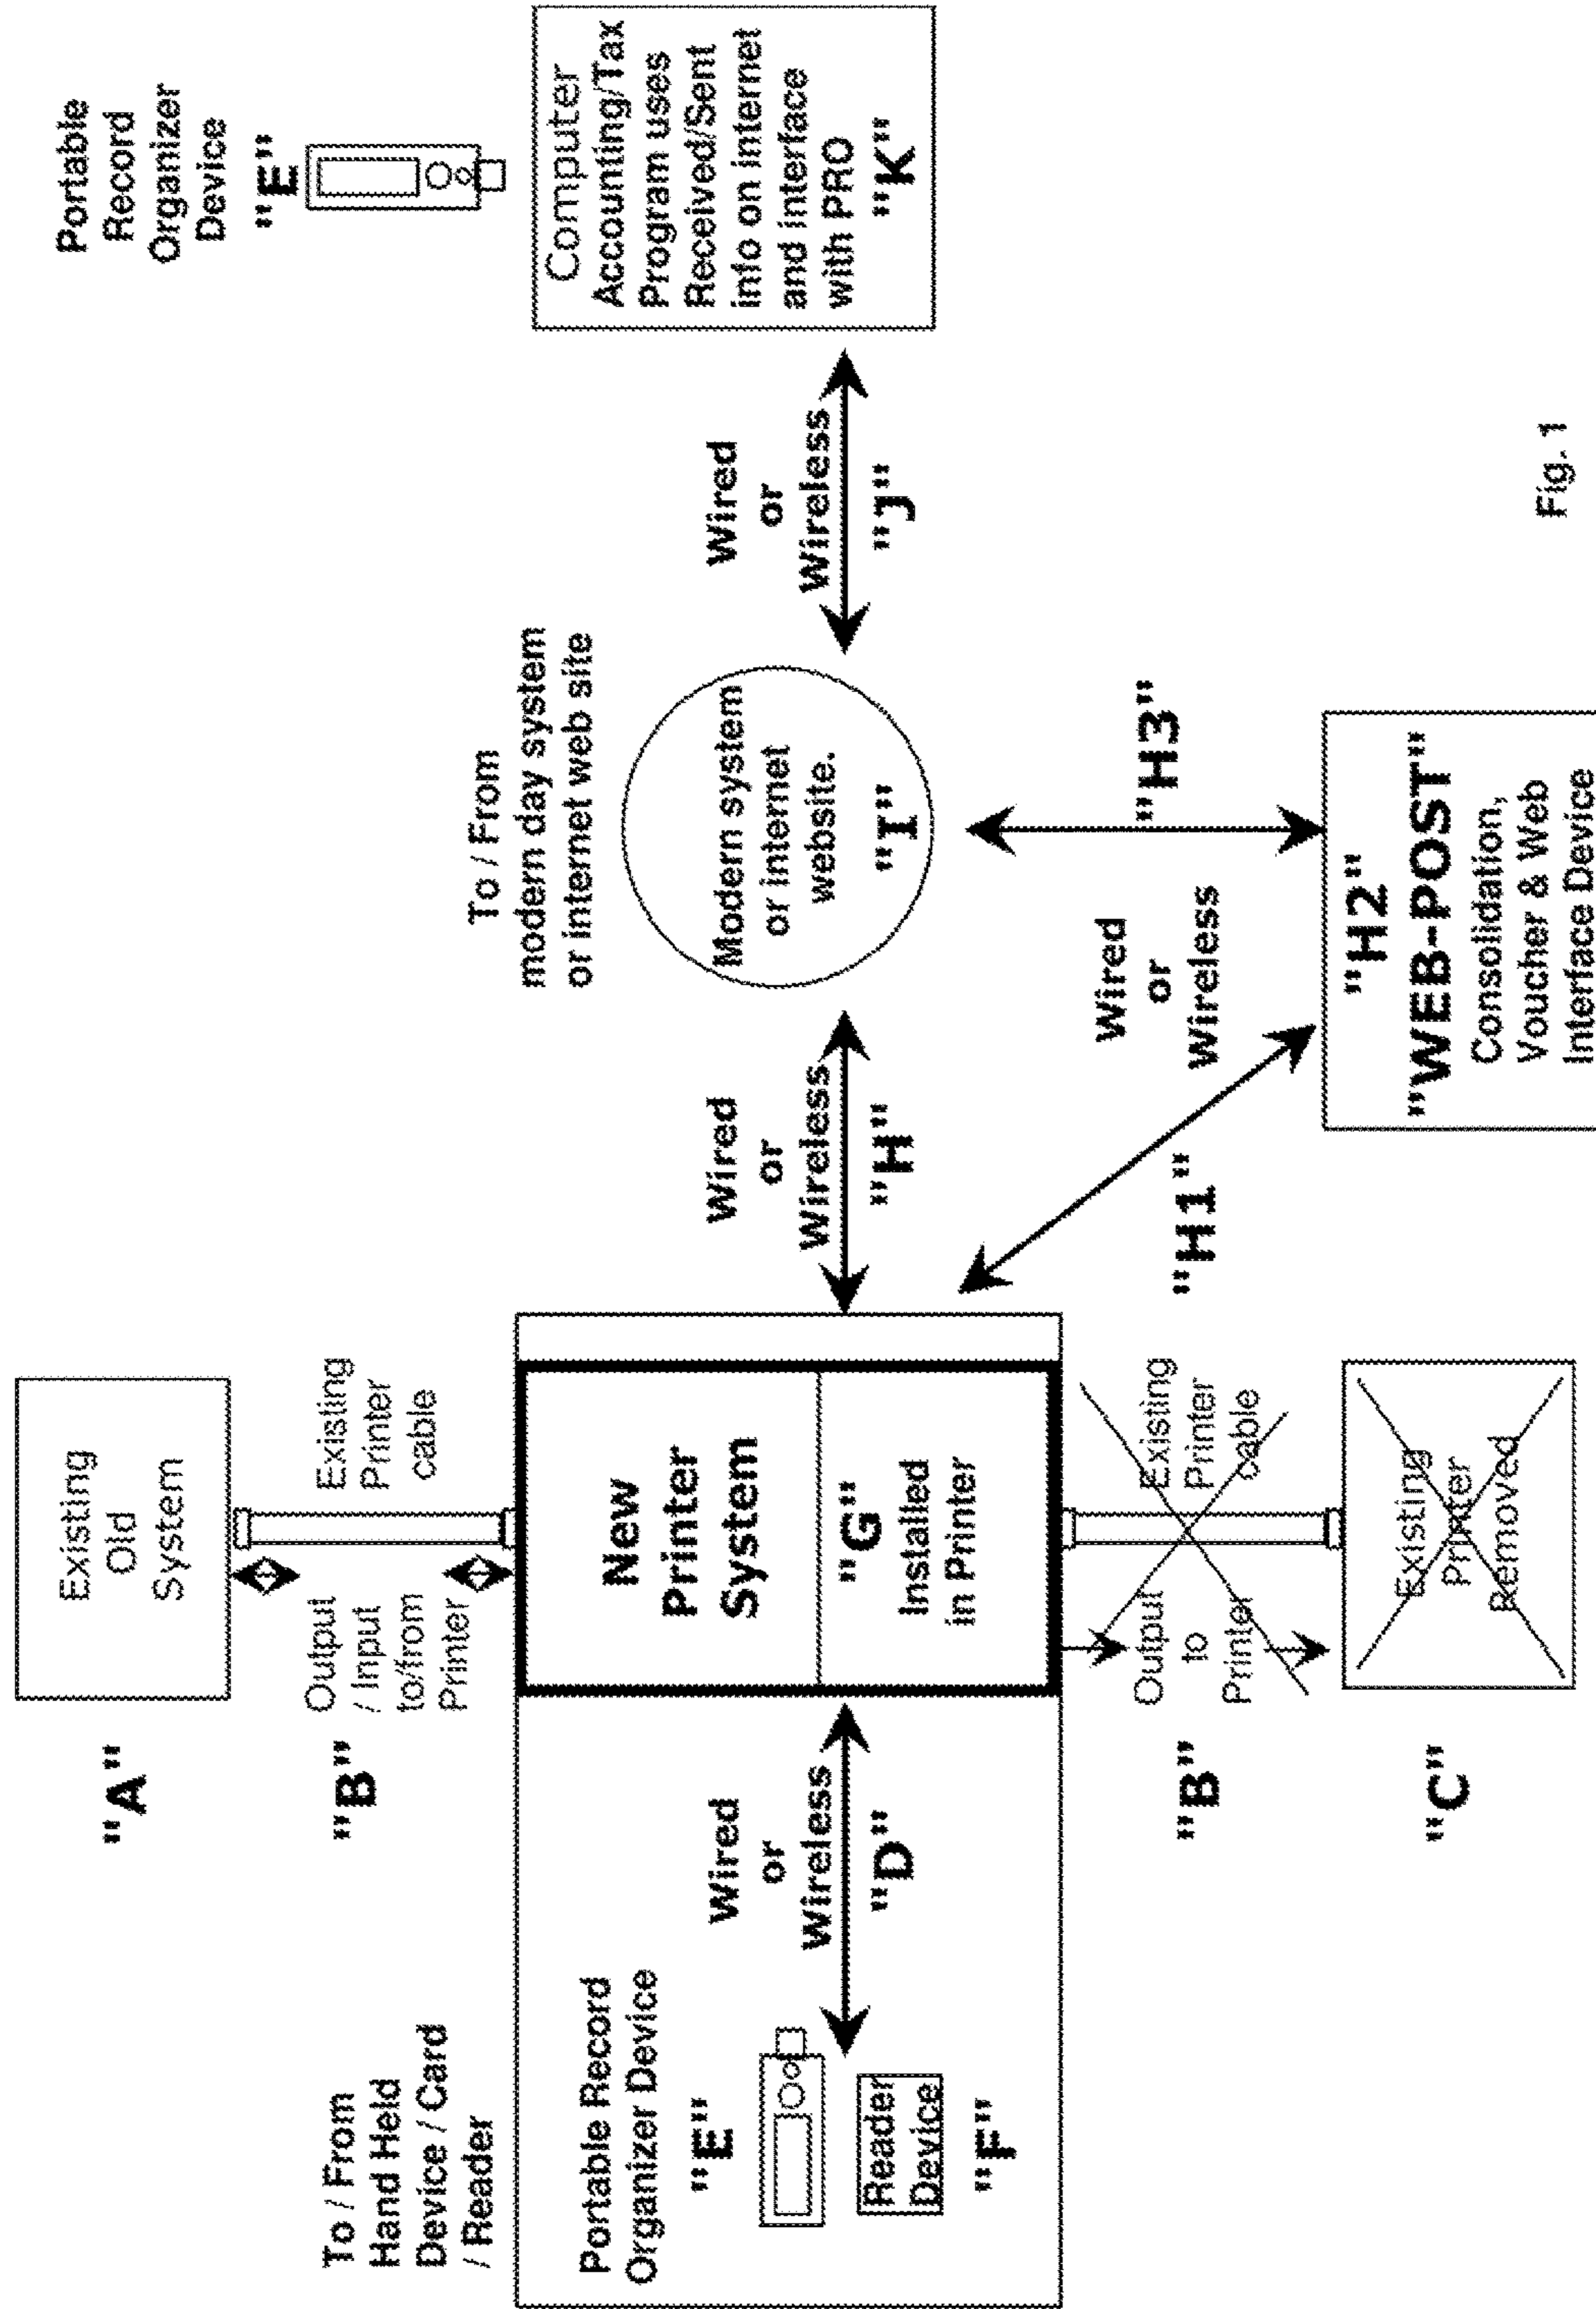 "A"
Existing
Old
System
"B"
Output
/ Input
to/from
Printer
Existing
Printer
cable
To / From
Hand Held
Device / Card
/ Reader
Portable Record
Organizer Device
"E"
Reader
Device
"F"
Wired
or
Wireless
"D"
New
Printer
System
"G"
Installed
in Printer
"B"
Output
to
Printer
Existing
Printer
cable
"C"
Existing
Printer
Removed
Wired
or
Wireless
"H"
"H1"
Wired
or
Wireless
"H3"
"H2"
"WEB-POST"
Consolidation,
Voucher & Web
Interface Device
To / From
modern day system
or internet web site
Modern system
or internet
website.
"I"
Wired
or
Wireless
"J"
Portable
Record
Organizer
Device
"E"
Computer
Accounting/Tax
Program uses
Received/Sent
info on internet
and interface
with PRO
"K"
Fig. 1